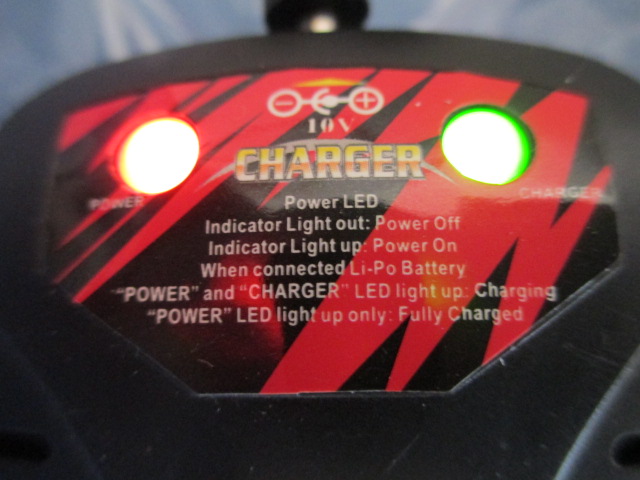 10V
CHARGER
POWER
CHARGER
Power LED
Indicator Light out: Power Off
Indicator Light up: Power On
When connected Li-Po Battery
"POWER" and "CHARGER" LED light up: Charging
"POWER" LED light up only: Fully Charged